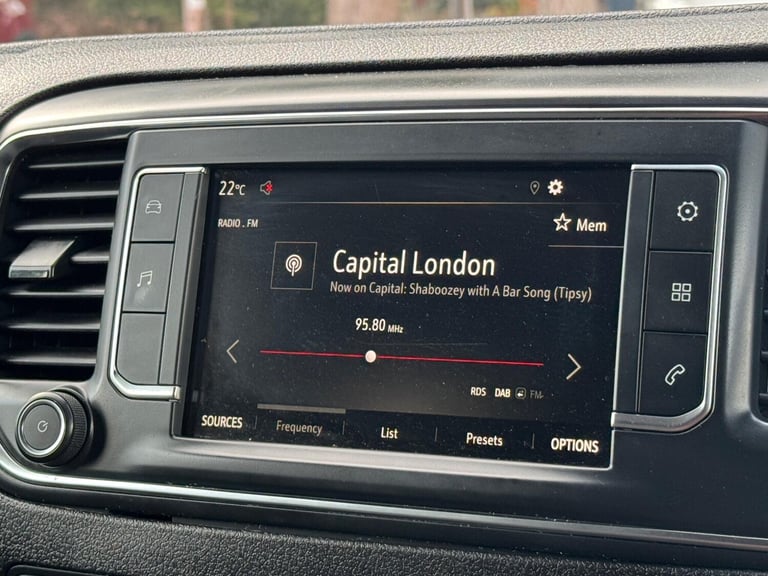 22°C
RADIO . FM
Mem
Capital London
Now on Capital: Shaboozey with A Bar Song (Tipsy)
95.80 MHz
RDS DAB FM
SOURCES Frequency List Presets OPTIONS